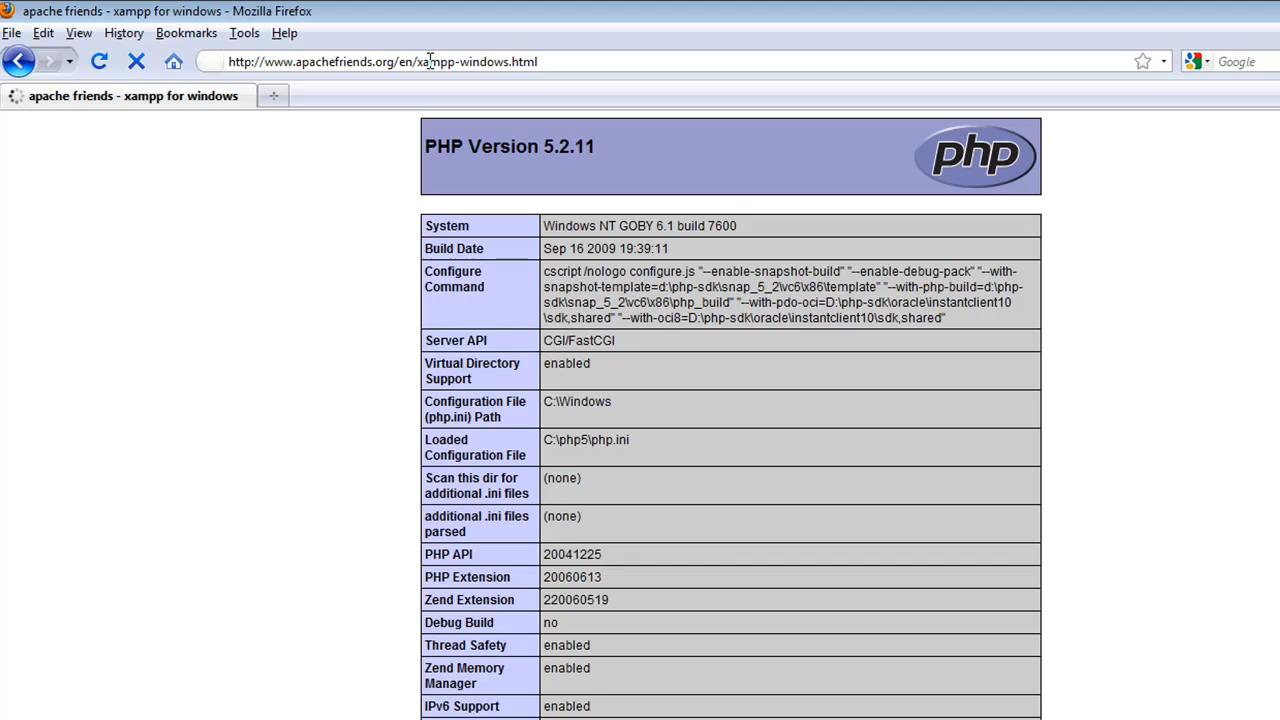 apache friends - xampp for windows - Mozilla Firefox
File Edit View History Bookmarks Tools Help
http://www.apachefriends.org/en/xampp-windows.html
Google
apache friends - xampp for windows
PHP Version 5.2.11
php
System Windows NT GOBY 6.1 build 7600
Build Date Sep 16 2009 19:39:11
Configure Command
cscript /nologo configure.js "--enable-snapshot-build" "--enable-debug-pack" "--with-
snapshot-template=d:\php-sdk\snap_5_2\vc6\x86\template" "--with-php-build=d:\php-
sdk\snap_5_2\vc6\x86\php_build" "--with-pdo-oci=D:\php-sdk\oracle\instantclient10
\sdk,shared" "--with-oci8=D:\php-sdk\oracle\instantclient10\sdk,shared"
Server API CGI/FastCGI
Virtual Directory enabled
Support
Configuration File C:\Windows
(php.ini) Path
Loaded C:\php5\php.ini
Configuration File
Scan this dir for (none)
additional .ini files
additional .ini files (none)
parsed
PHP API 20041225
PHP Extension 20060613
Zend Extension 220060519
Debug Build no
Thread Safety enabled
Zend Memory enabled
Manager
IPv6 Support enabled